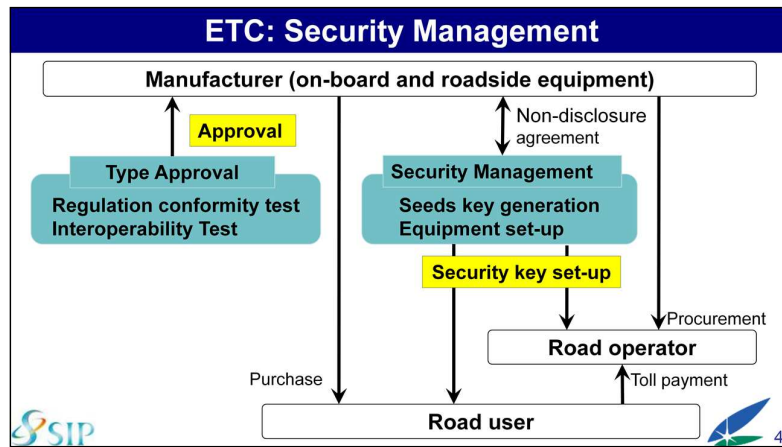 ETC: Security Management
Manufacturer (on-board and roadside equipment)
Approval
Non-disclosure
agreement
Type Approval
Regulation conformity test
Interoperability Test
Security Management
Seeds key generation
Equipment set-up
Security key set-up
Procurement
Road operator
Purchase
Toll payment
Road user
SIP
4